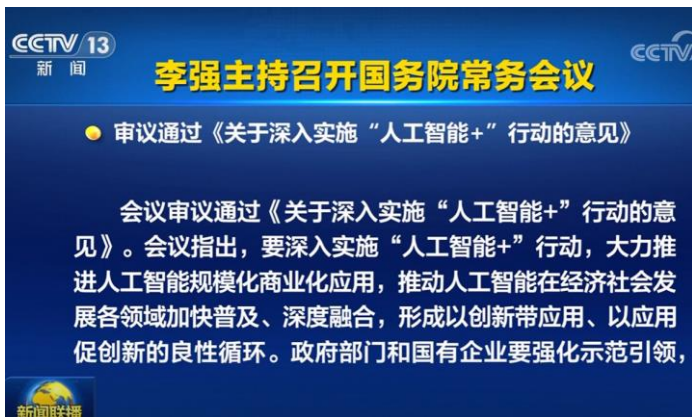 CCTV 13
新闻
CCTV
李强主持召开国务院常务会议
审议通过《关于深入实施“人工智能+”行动的意见》
会议审议通过《关于深入实施“人工智能+”行动的意
见》。会议指出，要深入实施“人工智能+”行动，大力推
进人工智能规模化商业化应用，推动人工智能在经济社会发
展各领域加快普及、深度融合，形成以创新带应用、以应用
促创新的良性循环。政府部门和国有企业要强化示范引领，
新闻联播